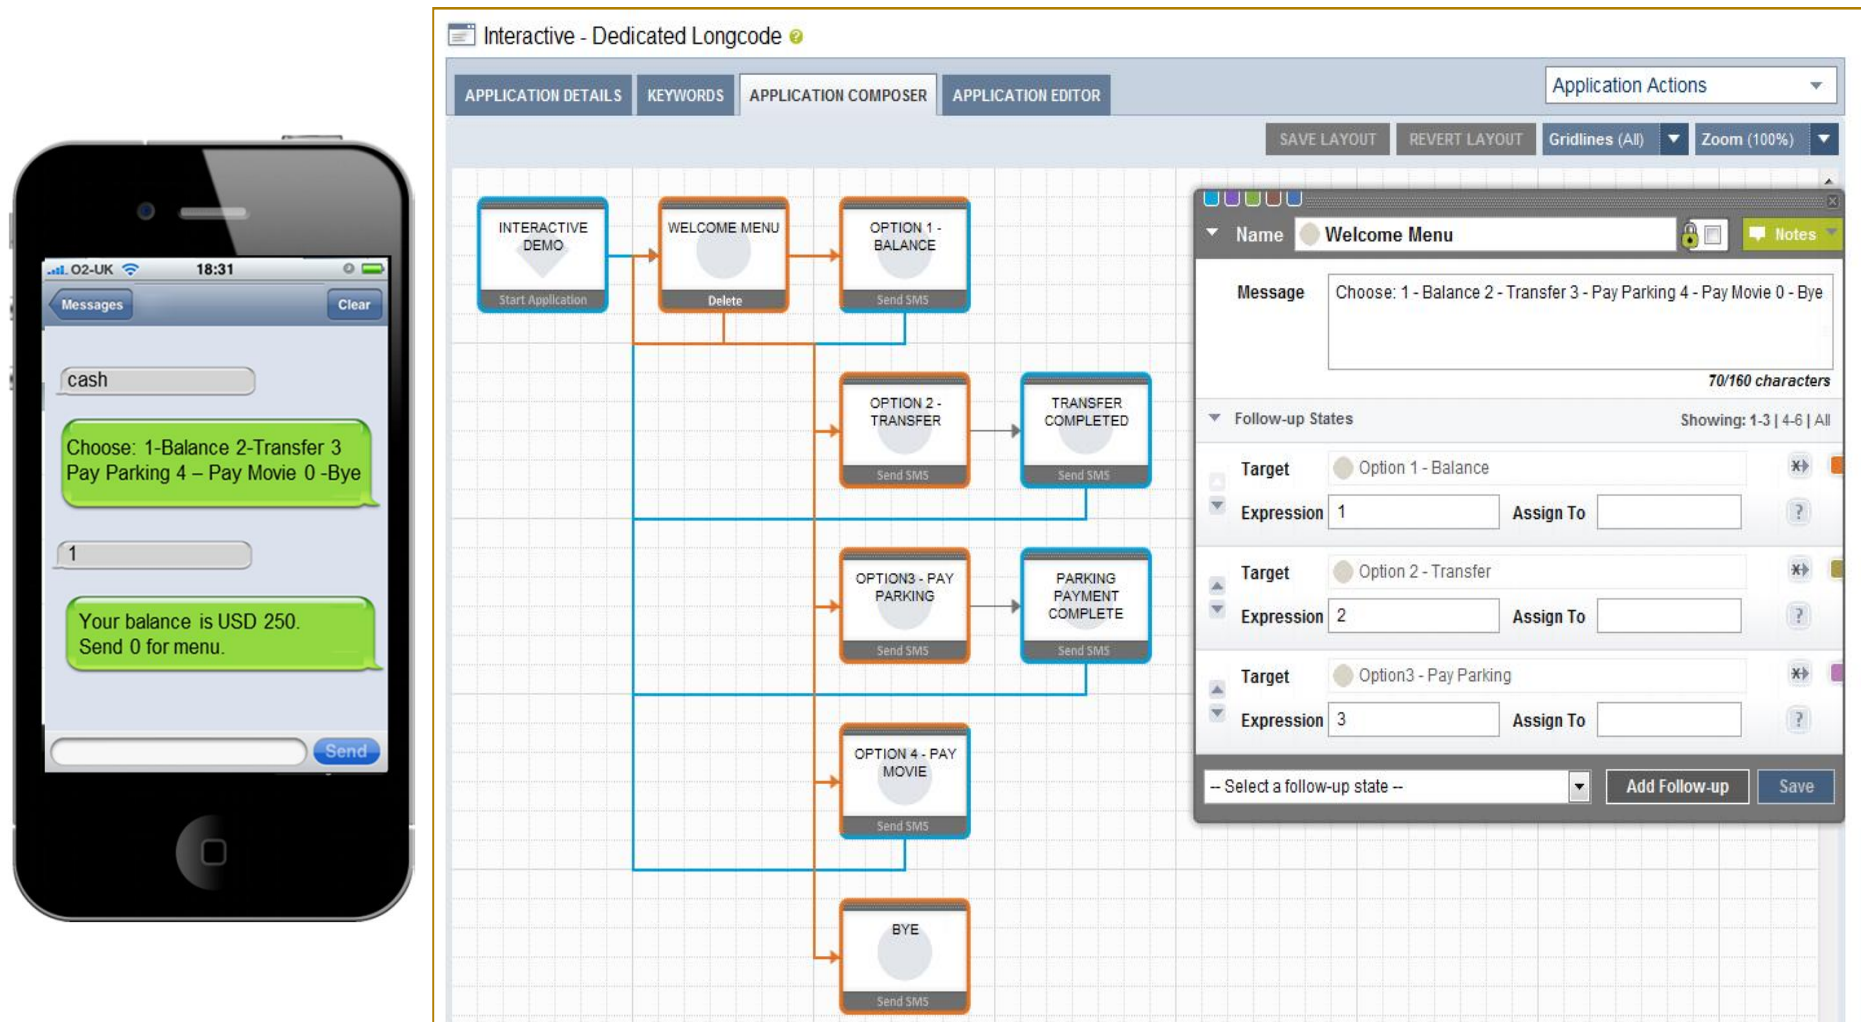 O2-UK 18:31
Messages Clear
cash
Choose: 1-Balance 2-Transfer 3
Pay Parking 4 – Pay Movie 0 -Bye
1
Your balance is USD 250.
Send 0 for menu.
Send
Interactive - Dedicated Longcode ?
APPLICATION DETAILS KEYWORDS APPLICATION COMPOSER APPLICATION EDITOR
Application Actions
SAVE LAYOUT REVERT LAYOUT Gridlines (All) Zoom (100%)
INTERACTIVE
DEMO
Start Application
WELCOME MENU
Delete
OPTION 1 -
BALANCE
Send SMS
OPTION 2 -
TRANSFER
Send SMS
TRANSFER
COMPLETED
Send SMS
OPTION3 - PAY
PARKING
Send SMS
PARKING
PAYMENT
COMPLETE
Send SMS
OPTION 4 - PAY
MOVIE
Send SMS
BYE
Send SMS
Name Welcome Menu Notes
Message Choose: 1 - Balance 2 - Transfer 3 - Pay Parking 4 - Pay Movie 0 - Bye
70/160 characters
Follow-up States Showing: 1-3 | 4-6 | All
Target Option 1 - Balance
Expression 1 Assign To ?
Target Option 2 - Transfer
Expression 2 Assign To ?
Target Option3 - Pay Parking
Expression 3 Assign To ?
-- Select a follow-up state -- Add Follow-up Save